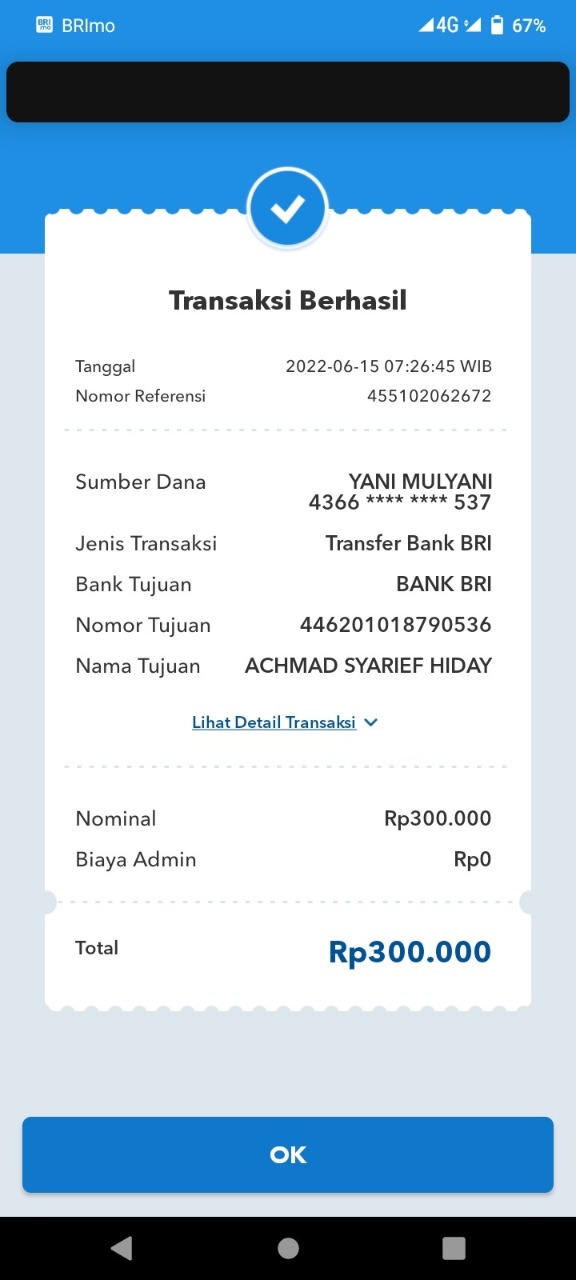 BRImo 4G 67%
Transaksi Berhasil
Tanggal 2022-06-15 07:26:45 WIB
Nomor Referensi 455102062672
Sumber Dana YANI MULYANI
4366 **** **** 537
Jenis Transaksi Transfer Bank BRI
Bank Tujuan BANK BRI
Nomor Tujuan 446201018790536
Nama Tujuan ACHMAD SYARIEF HIDAY
Lihat Detail Transaksi
Nominal Rp300.000
Biaya Admin Rp0
Total Rp300.000
OK